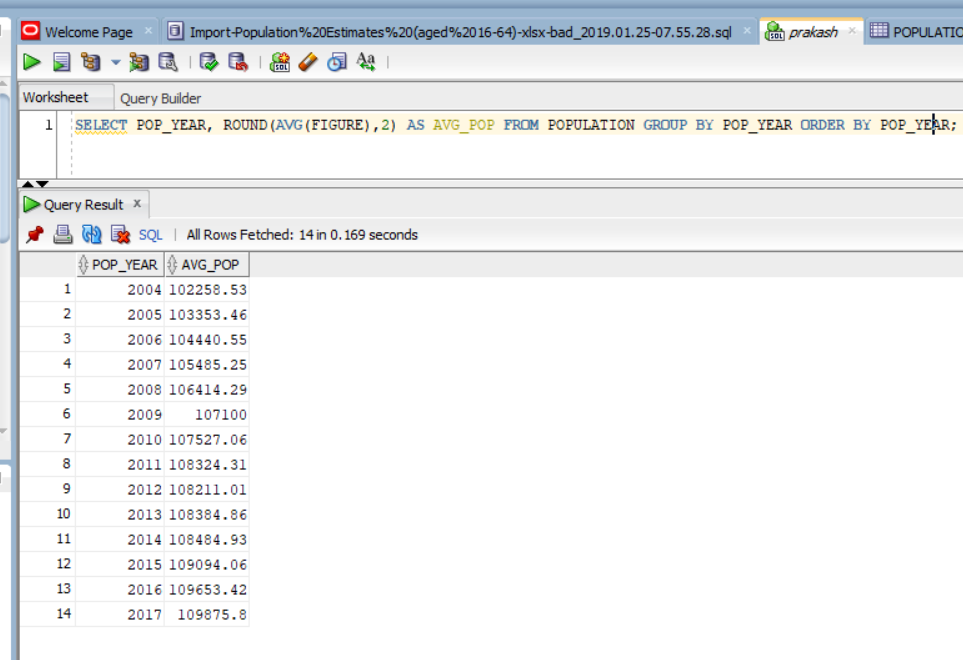 Welcome Page × Import-Population%20Estimates%20(aged%2016-64)-xlsx-bad_2019.01.25-07.55.28.sql × prakash × POPULATIO
Worksheet Query Builder
1 SELECT POP_YEAR, ROUND(AVG(FIGURE),2) AS AVG_POP FROM POPULATION GROUP BY POP_YEAR ORDER BY POP_YEAR;
Query Result ×
SQL | All Rows Fetched: 14 in 0.169 seconds
POP_YEAR AVG_POP
1 2004 102258.53
2 2005 103353.46
3 2006 104440.55
4 2007 105485.25
5 2008 106414.29
6 2009 107100
7 2010 107527.06
8 2011 108324.31
9 2012 108211.01
10 2013 108384.86
11 2014 108484.93
12 2015 109094.06
13 2016 109653.42
14 2017 109875.8